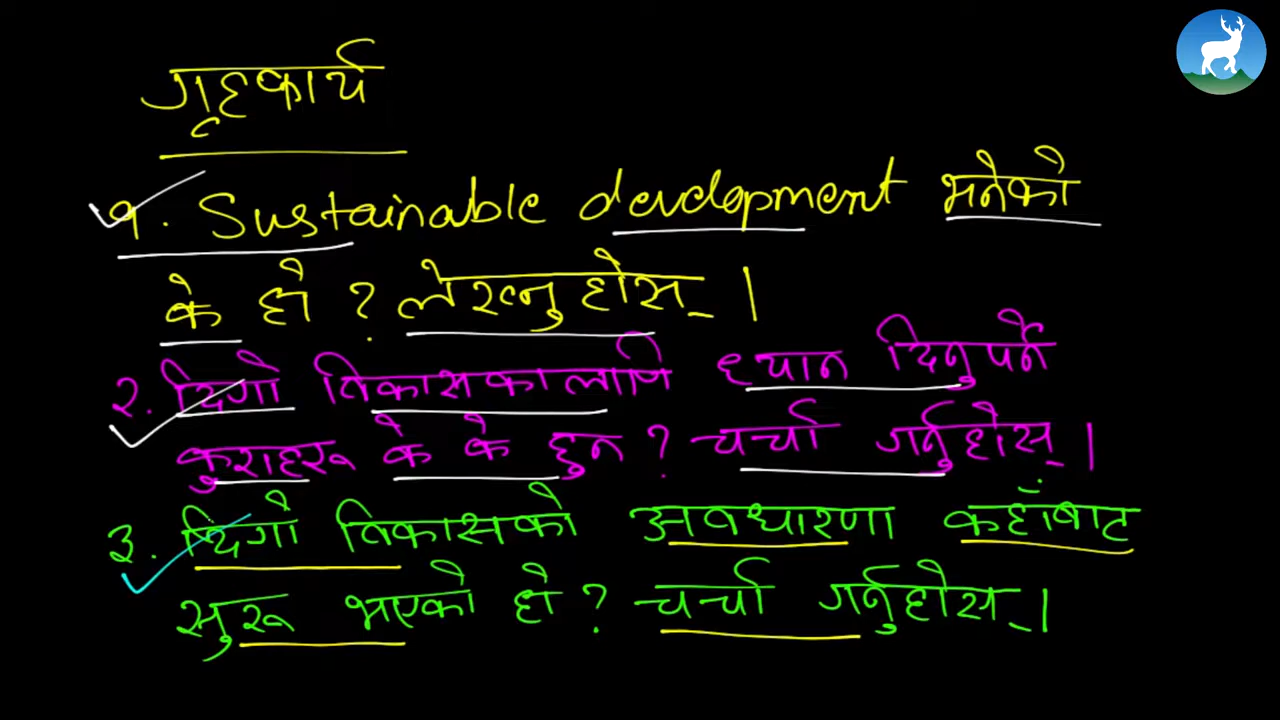 गृहकार्य
१. Sustainable development भनेको
के हो ? लेख्नुहोस् ।
२. दिगो विकासका लागि ध्यान दिनुपर्ने
कुराहरू के के हुन ? चर्चा गर्नुहोस् ।
३. दिगो विकासको अवधारणा कहाँबाट
सुरू भएको हो ? चर्चा गर्नुहोस् ।